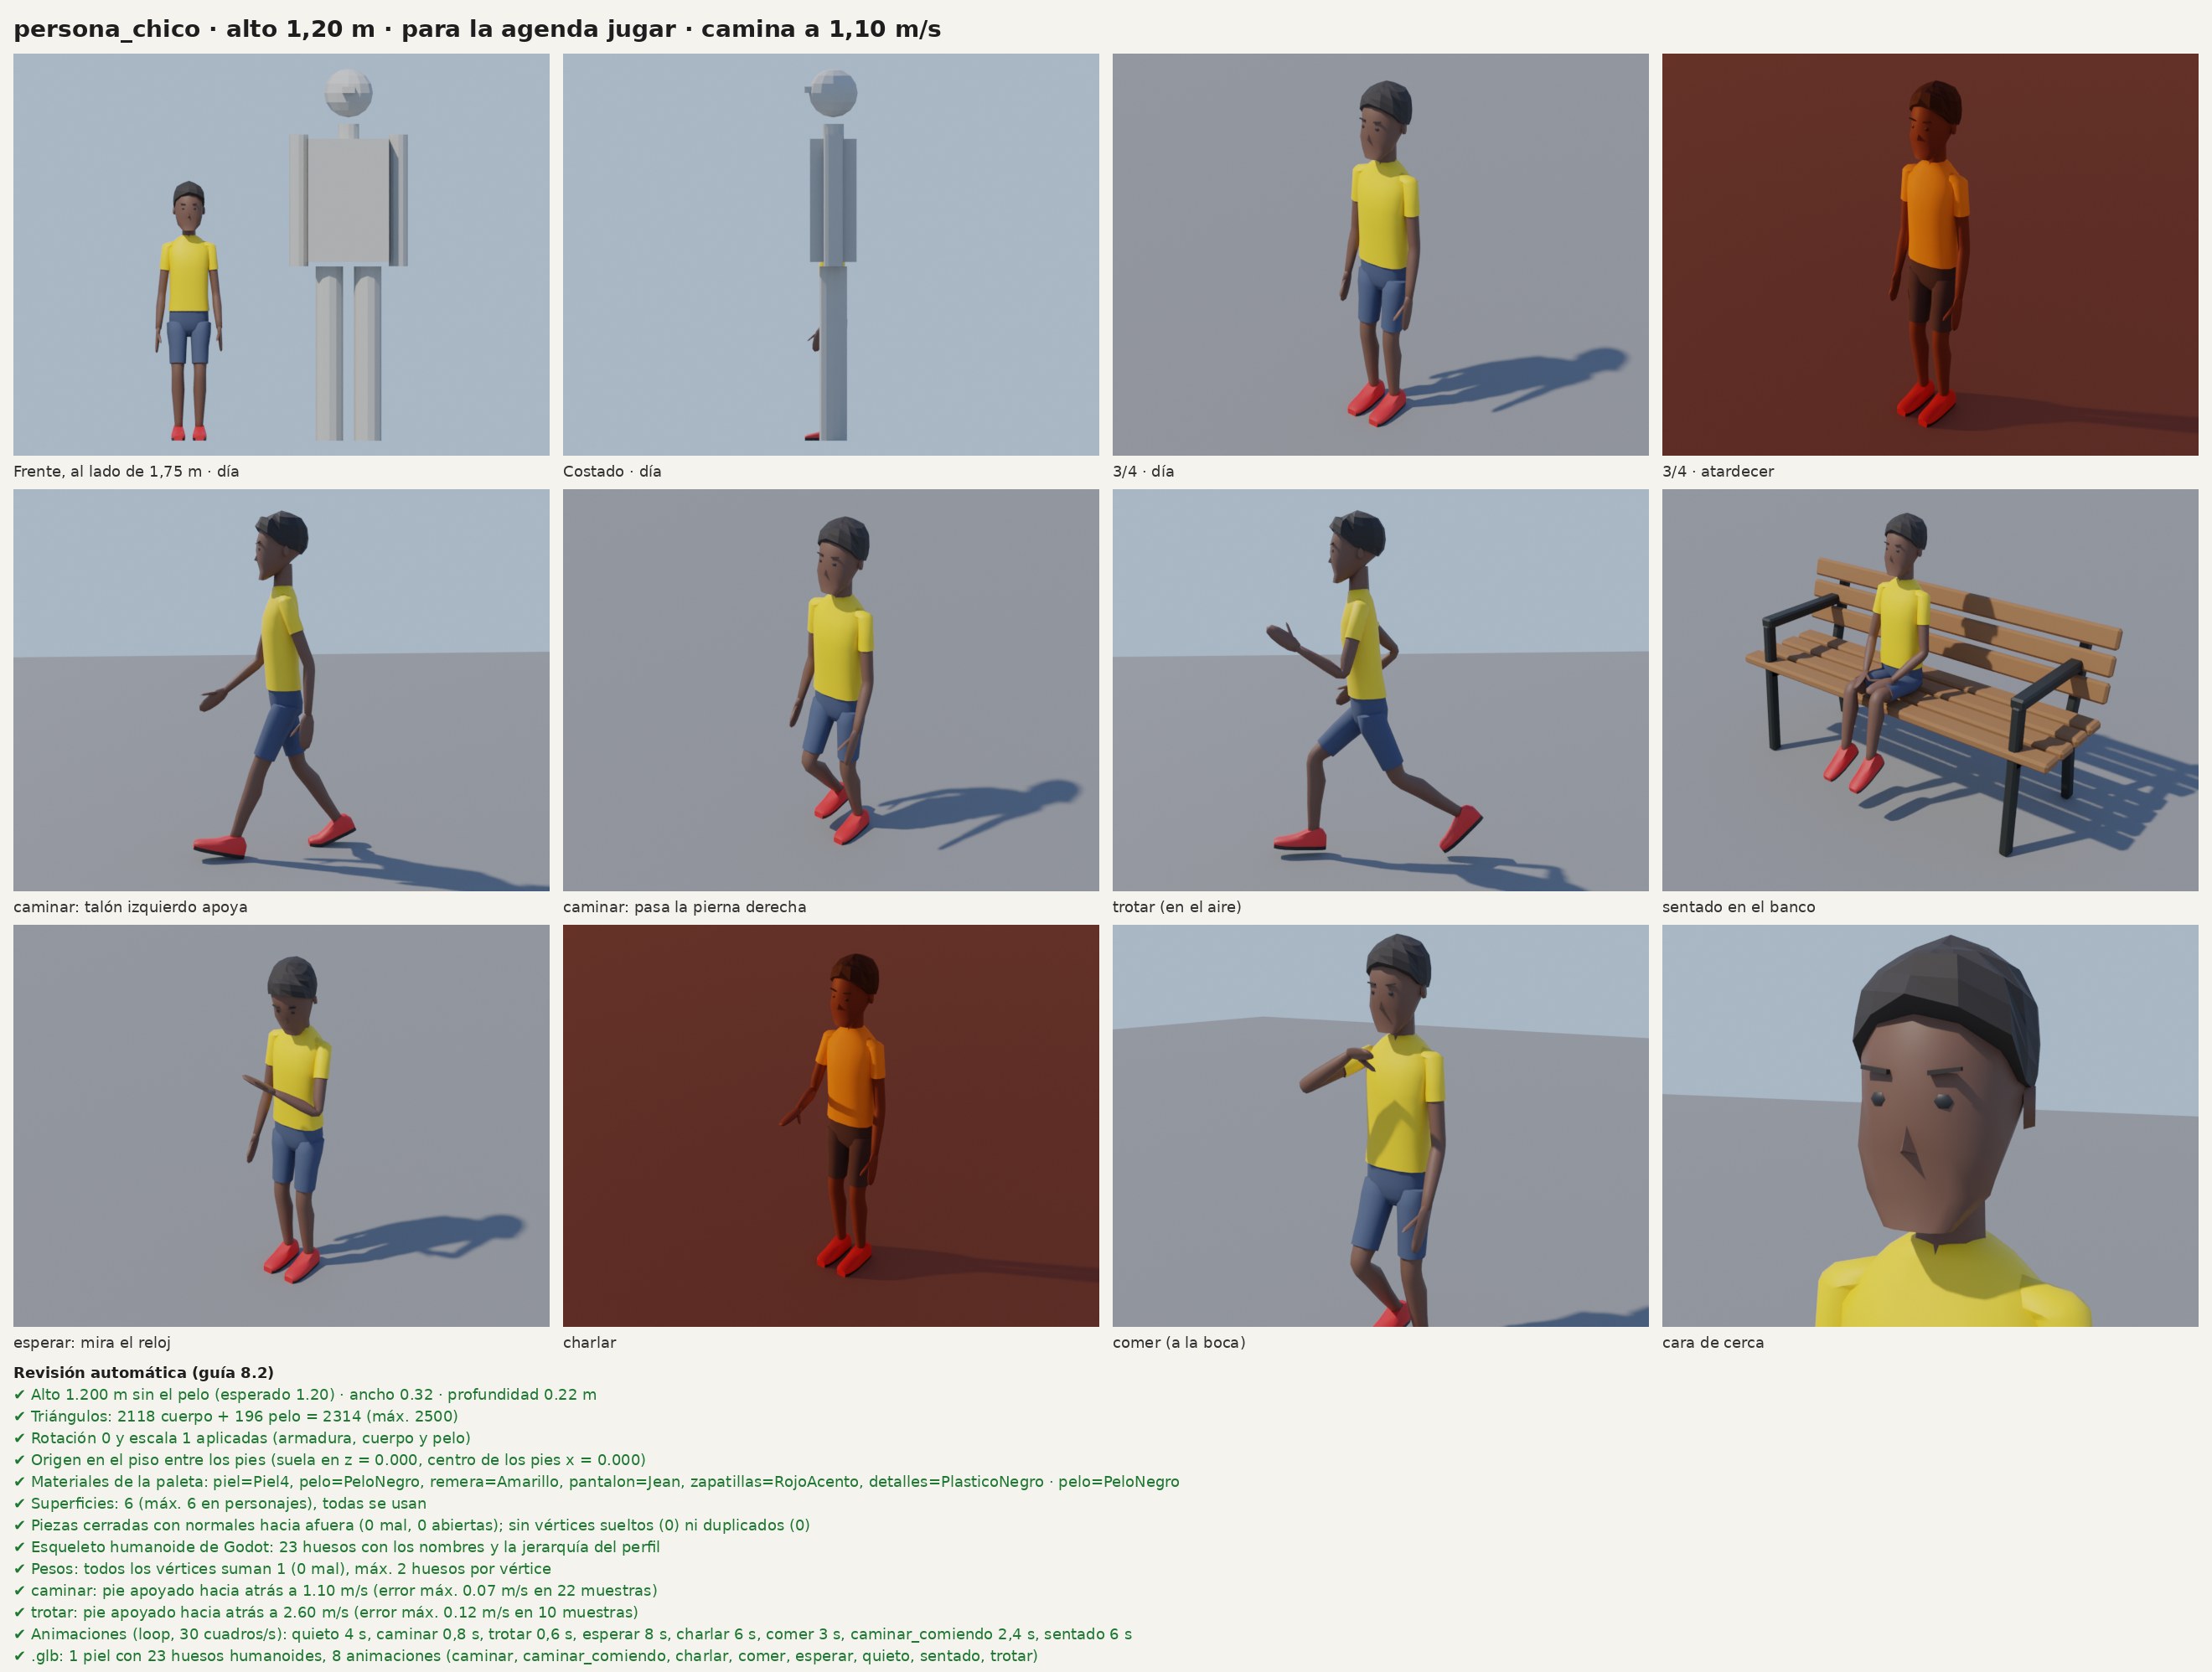 persona_chico · alto 1,20 m · para la agenda jugar · camina a 1,10 m/s
Frente, al lado de 1,75 m · día
Costado · día
3/4 · día
3/4 · atardecer
caminar: talón izquierdo apoya
caminar: pasa la pierna derecha
trotar (en el aire)
sentado en el banco
esperar: mira el reloj
charlar
comer (a la boca)
cara de cerca
Revisión automática (guía 8.2)
✔ Alto 1.200 m sin el pelo (esperado 1.20) · ancho 0.32 · profundidad 0.22 m
✔ Triángulos: 2118 cuerpo + 196 pelo = 2314 (máx. 2500)
✔ Rotación 0 y escala 1 aplicadas (armadura, cuerpo y pelo)
✔ Origen en el piso entre los pies (suela en z = 0.000, centro de los pies x = 0.000)
✔ Materiales de la paleta: piel=Piel4, pelo=PeloNegro, remera=Amarillo, pantalon=Jean, zapatillas=RojoAcento, detalles=PlasticoNegro · pelo=PeloNegro
✔ Superficies: 6 (máx. 6 en personajes), todas se usan
✔ Piezas cerradas con normales hacia afuera (0 mal, 0 abiertas); sin vértices sueltos (0) ni duplicados (0)
✔ Esqueleto humanoide de Godot: 23 huesos con los nombres y la jerarquía del perfil
✔ Pesos: todos los vértices suman 1 (0 mal), máx. 2 huesos por vértice
✔ caminar: pie apoyado hacia atrás a 1.10 m/s (error máx. 0.07 m/s en 22 muestras)
✔ trotar: pie apoyado hacia atrás a 2.60 m/s (error máx. 0.12 m/s en 10 muestras)
✔ Animaciones (loop, 30 cuadros/s): quieto 4 s, caminar 0,8 s, trotar 0,6 s, esperar 8 s, charlar 6 s, comer 3 s, caminar_comiendo 2,4 s, sentado 6 s
✔ .glb: 1 piel con 23 huesos humanoides, 8 animaciones (caminar, caminar_comiendo, charlar, comer, esperar, quieto, sentado, trotar)